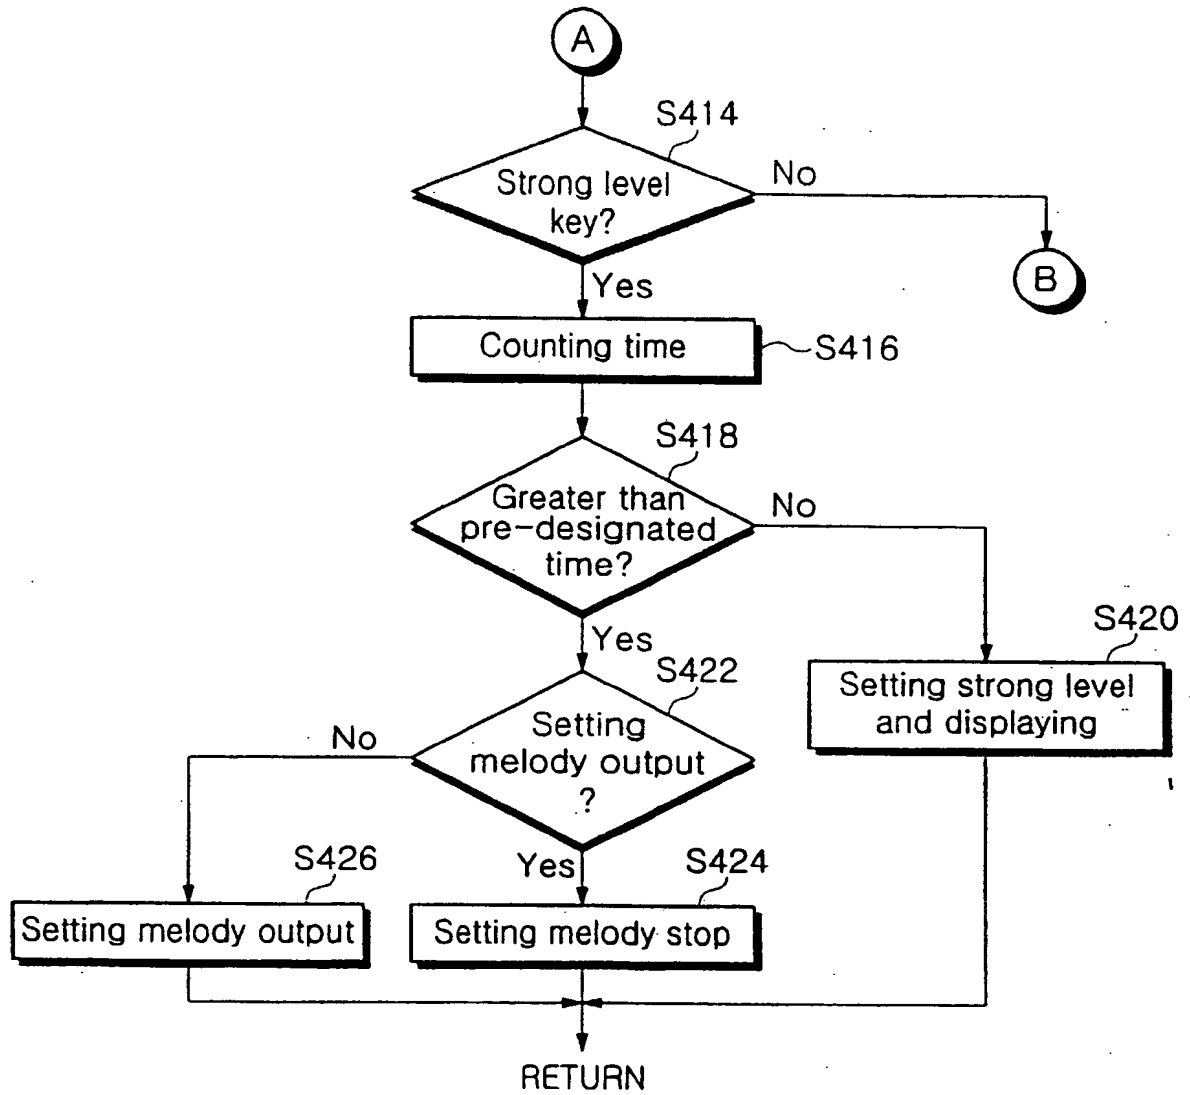 A
S414
Strong level
key?
No
B
Yes
Counting time
S416
S418
Greater than
pre-designated
time?
No
Yes
S420
Setting strong level
and displaying
S422
Setting
melody output
?
No
Yes
S426
Setting melody output
S424
Setting melody stop
RETURN